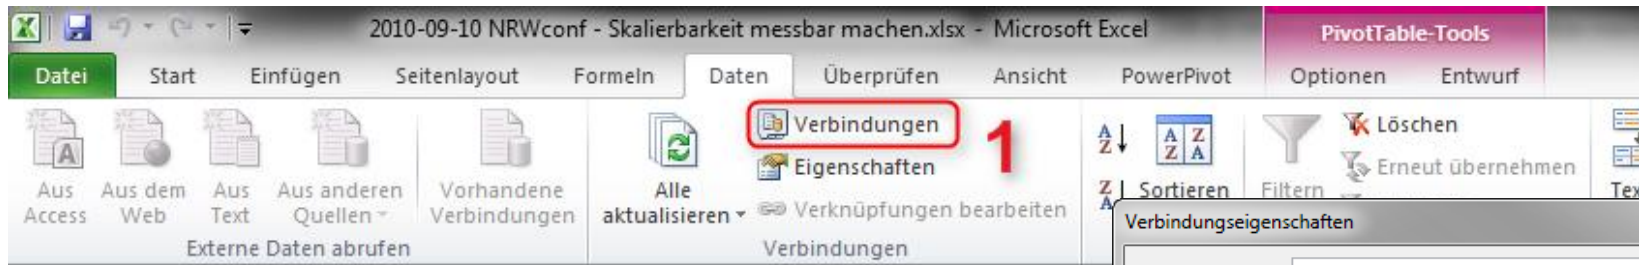 2010-09-10 NRWconf - Skalierbarkeit messbar machen.xlsx - Microsoft Excel
PivotTable-Tools
Datei Start Einfügen Seitenlayout Formeln Daten Überprüfen Ansicht PowerPivot Optionen Entwurf
Aus Access
Aus dem Web
Aus Text
Aus anderen Quellen
Vorhandene Verbindungen
Externe Daten abrufen
Alle aktualisieren
Verbindungen
1
Eigenschaften
Verknüpfungen bearbeiten
Verbindungen
A Z
Z A
A Z
Z A
Sortieren
Filtern
Löschen
Erneut übernehmen
Verbindungseigenschaften